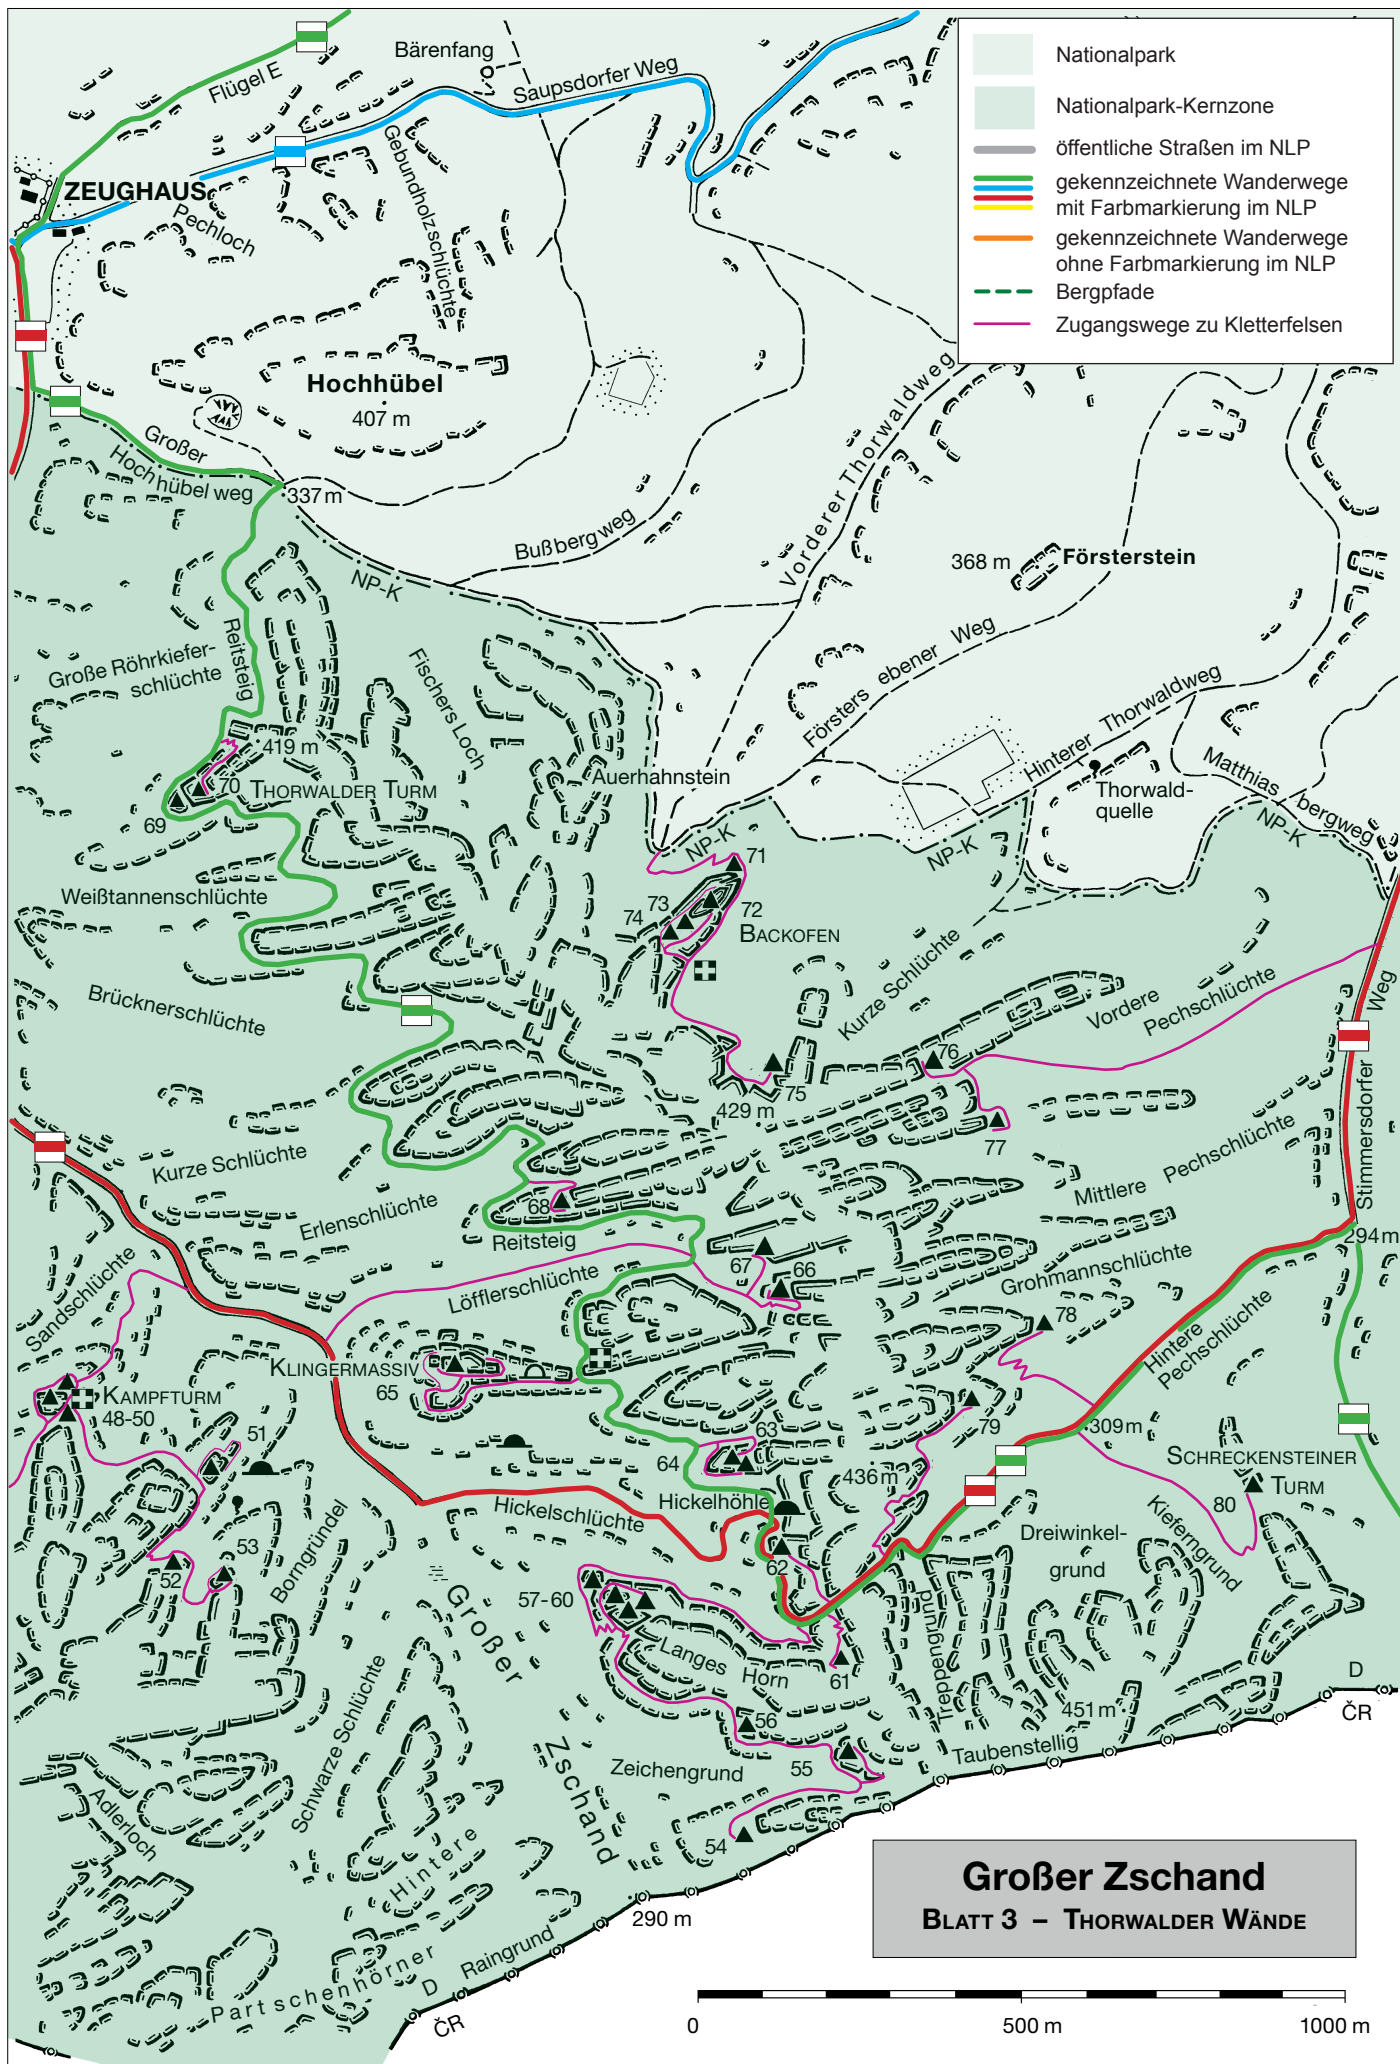 Nationalpark
Nationalpark-Kernzone
öffentliche Straßen im NLP
gekennzeichnete Wanderwege
mit Farbmarkierung im NLP
gekennzeichnete Wanderwege
ohne Farbmarkierung im NLP
Bergpfade
Zugangswege zu Kletterfelsen
Bärenfang
Flügel E
Saupsdorfer Weg
ZEUGHAUS
Pechloch
Gebundholzschlüchte
Hochhübel
407 m
Großer
Hochhübelweg
337 m
Bußbergweg
Vorderer Thorwaldweg
368 m
Försterstein
NP-K
Reitsteig
Große Röhrkiefer-
schlüchte
Fischers Loch
Försters ebener Weg
Hinterer Thorwaldweg
419 m
Auerhahnstein
70
THORWALDER TURM
69
Thorwald-
quelle
Matthiasbergweg
NP-K
NP-K
NP-K
71
Weißtannenschlüchte
73
72
74
BACKOFEN
Kurze Schlüchte
Brücknerschlüchte
Vordere
Pechschlüchte
Stimmersdorfer Weg
76
75
429 m
77
Kurze Schlüchte
Mittlere Pechschlüchte
Erlenschlüchte
68
Reitsteig
294 m
Sandschlüchte
Löfflerschlüchte
67
66
Grohmannschlüchte
78
Hintere
Pechschlüchte
KLINGERMASSIV
65
KAMPFTURM
48-50
51
63
79
309 m
64
436 m
SCHRECKENSTEINER
TURM
80
Hickelschlüchte
Hickelhöhle
Kieferngrund
Dreiwinkel-
grund
53
52
Borngründel
62
57-60
Großer
Zschand
Langes Horn
61
Treppengrund
Schwarze Schlüchte
56
451 m
D
ČR
Taubenstellig
Zeichengrund
55
Adlerloch
54
Hintere
Partschenhörner
290 m
Raingrund
D
ČR
Großer Zschand
BLATT 3 – THORWALDER WÄNDE
0
500 m
1000 m